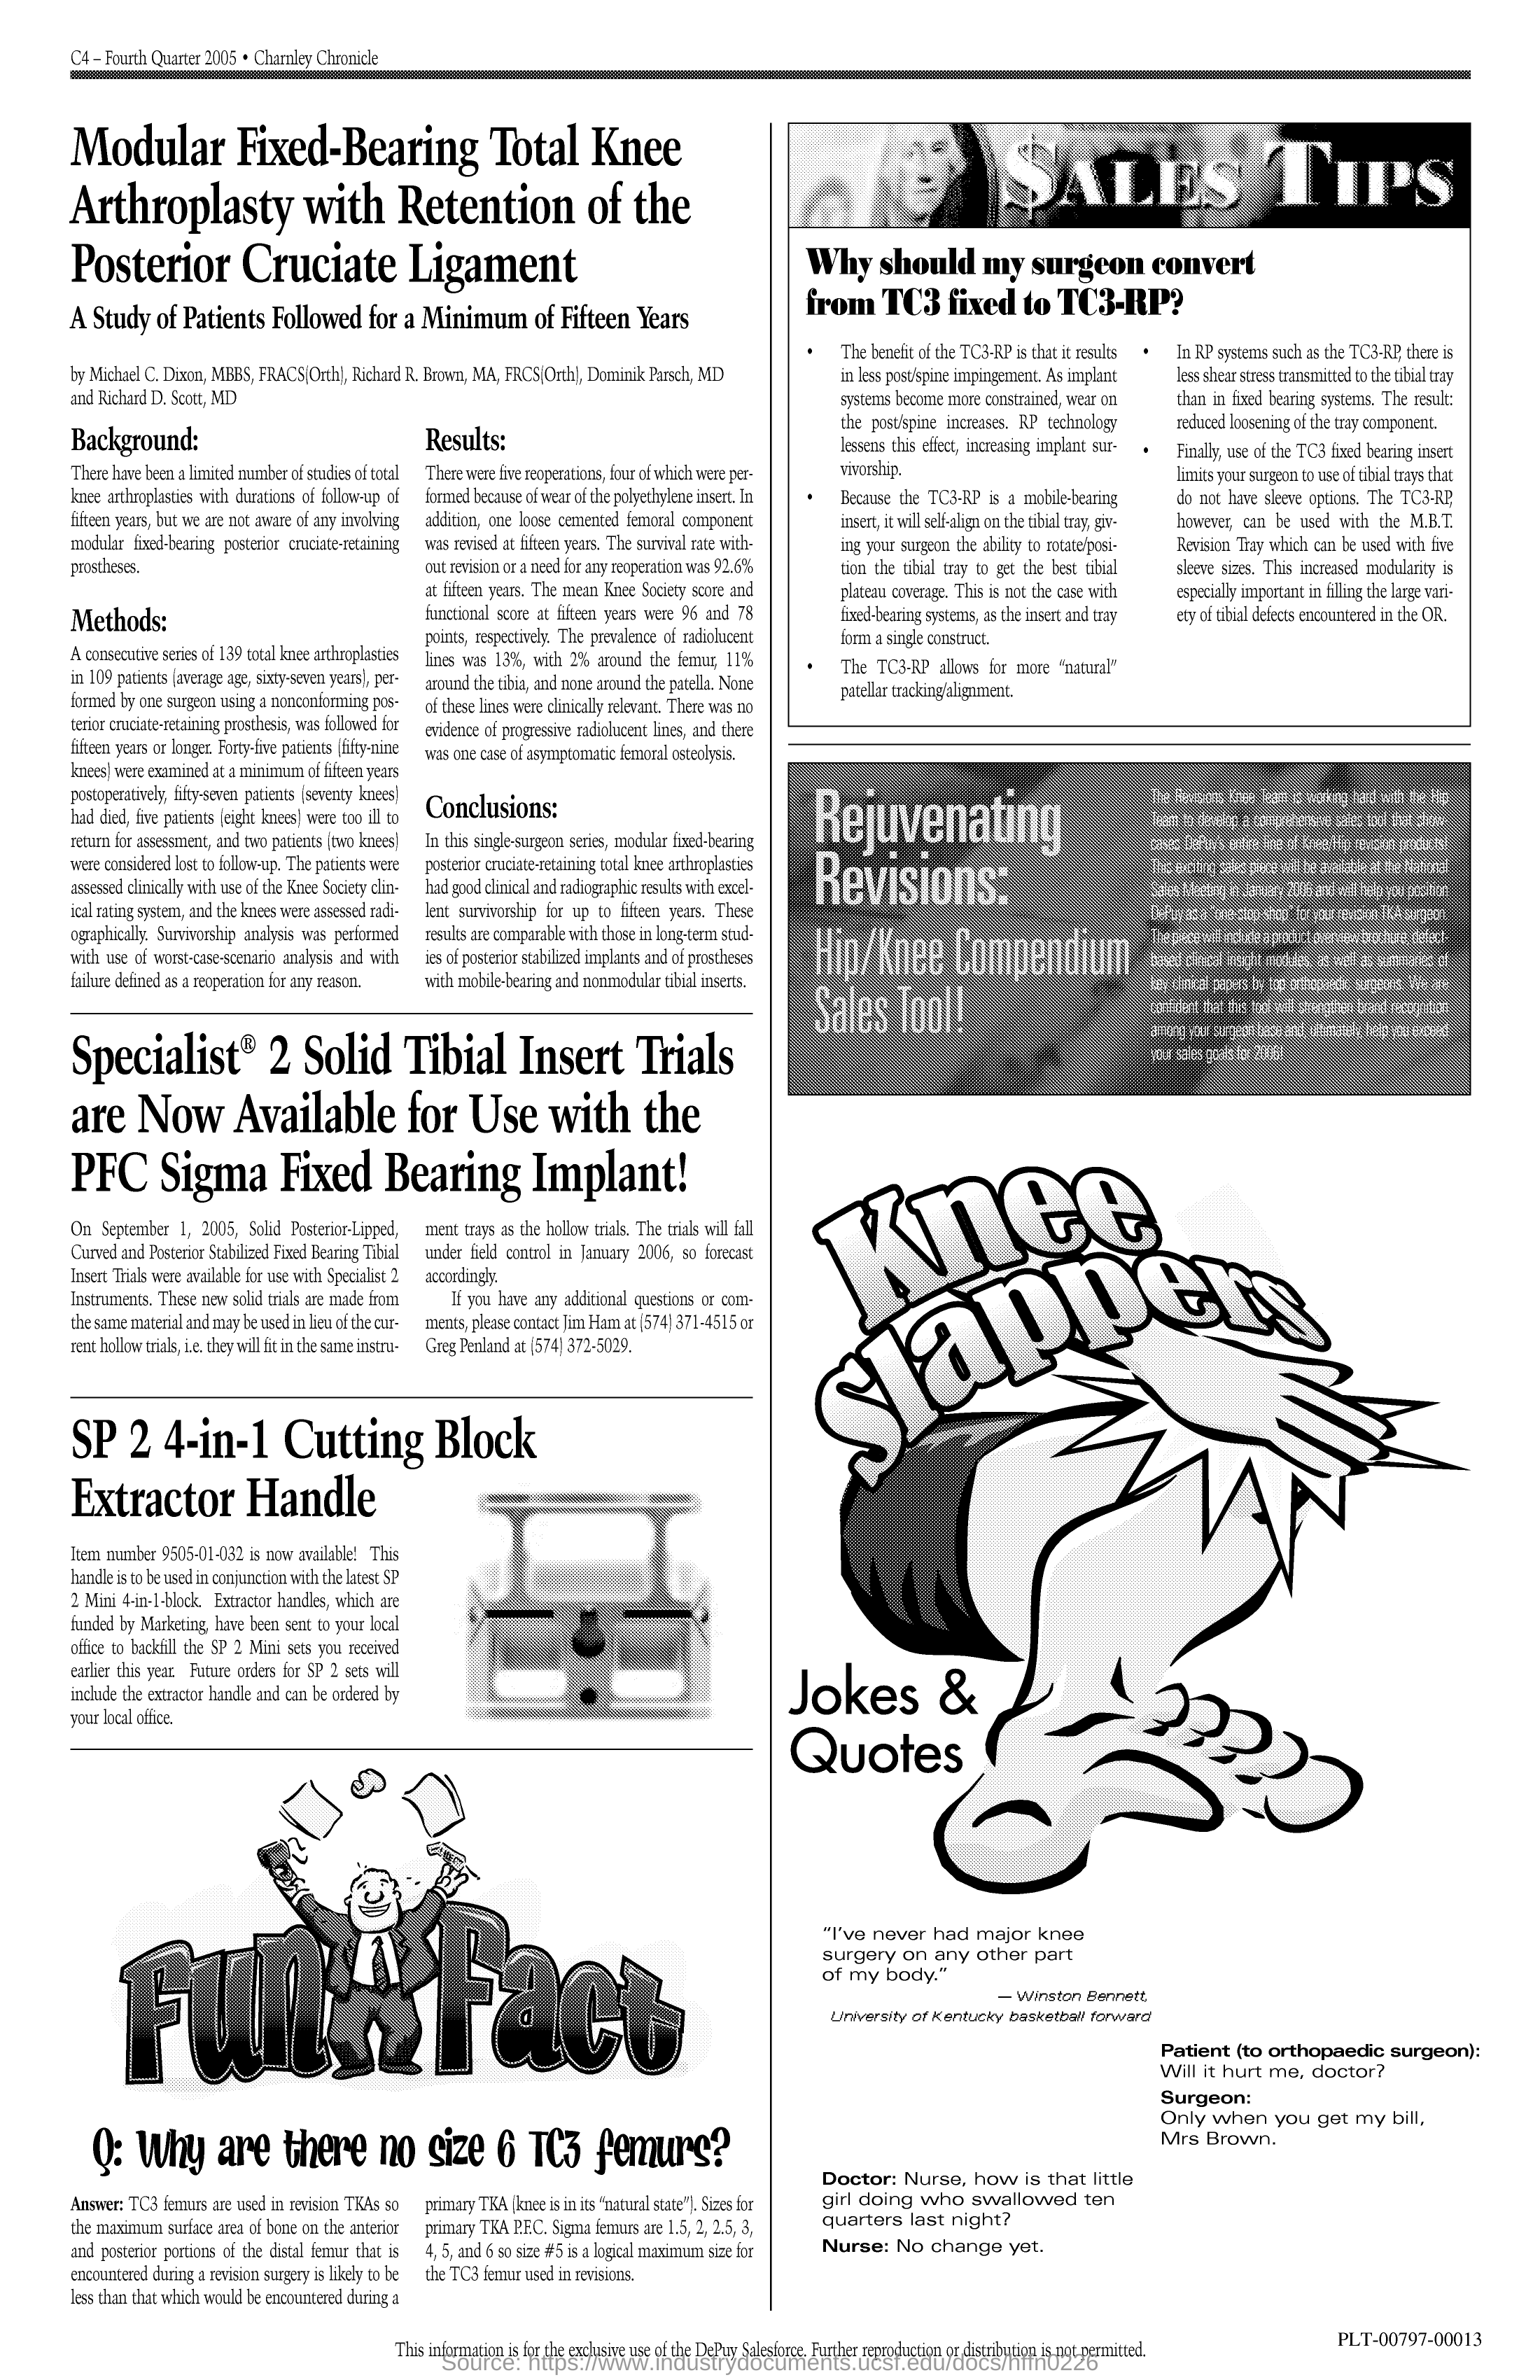 C4 – Fourth Quarter 2005 • Charnley Chronicle
Modular Fixed-Bearing Total Knee
Arthroplasty with Retention of the
Posterior Cruciate Ligament
A Study of Patients Followed for a Minimum of Fifteen Years
by Michael C. Dixon, MBBS, FRACS(Orth), Richard R. Brown, MA, FRCS(Orth), Dominik Parsch, MD
and Richard D. Scott, MD
Background:
There have been a limited number of studies of total
knee arthroplasties with durations of follow-up of
fifteen years, but we are not aware of any involving
modular fixed-bearing posterior cruciate-retaining
prostheses.
Methods:
A consecutive series of 139 total knee arthroplasties
in 109 patients (average age, sixty-seven years), per-
formed by one surgeon using a nonconforming pos-
terior cruciate-retaining prosthesis, was followed for
fifteen years or longer. Forty-five patients (fifty-nine
knees) were examined at a minimum of fifteen years
postoperatively, fifty-seven patients (seventy knees)
had died, five patients (eight knees) were too ill to
return for assessment, and two patients (two knees)
were considered lost to follow-up. The patients were
assessed clinically with use of the Knee Society clin-
ical rating system, and the knees were assessed radi-
ographically. Survivorship analysis was performed
with use of worst-case-scenario analysis and with
failure defined as a reoperation for any reason.
Results:
There were five reoperations, four of which were per-
formed because of wear of the polyethylene insert. In
addition, one loose cemented femoral component
was revised at fifteen years. The survival rate with-
out revision or a need for any reoperation was 92.6%
at fifteen years. The mean Knee Society score and
functional score at fifteen years were 96 and 78
points, respectively. The prevalence of radiolucent
lines was 13%, with 2% around the femur, 11%
around the tibia, and none around the patella. None
of these lines were clinically relevant. There was no
evidence of progressive radiolucent lines, and there
was one case of asymptomatic femoral osteolysis.
Conclusions:
In this single-surgeon series, modular fixed-bearing
posterior cruciate-retaining total knee arthroplasties
had good clinical and radiographic results with excel-
lent survivorship for up to fifteen years. These
results are comparable with those in long-term stud-
ies of posterior stabilized implants and of prostheses
with mobile-bearing and nonmodular tibial inserts.
Specialist® 2 Solid Tibial Insert Trials
are Now Available for Use with the
PFC Sigma Fixed Bearing Implant!
On September 1, 2005, Solid Posterior-Lipped,
Curved and Posterior Stabilized Fixed Bearing Tibial
Insert Trials were available for use with Specialist 2
Instruments. These new solid trials are made from
the same material and may be used in lieu of the cur-
rent hollow trials, i.e. they will fit in the same instru-
ment trays as the hollow trials. The trials will fall
under field control in January 2006, so forecast
accordingly.
If you have any additional questions or com-
ments, please contact Jim Ham at (574) 371-4515 or
Greg Penland at (574) 372-5029.
SP 2 4-in-1 Cutting Block
Extractor Handle
Item number 9505-01-032 is now available! This
handle is to be used in conjunction with the latest SP
2 Mini 4-in-1-block. Extractor handles, which are
funded by Marketing, have been sent to your local
office to backfill the SP 2 Mini sets you received
earlier this year. Future orders for SP 2 sets will
include the extractor handle and can be ordered by
your local office.
Fun Fact
Q: Why are there no size 6 TC3 femurs?
Answer: TC3 femurs are used in revision TKAs so
the maximum surface area of bone on the anterior
and posterior portions of the distal femur that is
encountered during a revision surgery is likely to be
less than that which would be encountered during a
primary TKA (knee is in its “natural state”). Sizes for
primary TKA P.F.C. Sigma femurs are 1.5, 2, 2.5, 3,
4, 5, and 6 so size #5 is a logical maximum size for
the TC3 femur used in revisions.
$ALES TIPS
Why should my surgeon convert
from TC3 fixed to TC3-RP?
• The benefit of the TC3-RP is that it results
in less post/spine impingement. As implant
systems become more constrained, wear on
the post/spine increases. RP technology
lessens this effect, increasing implant sur-
vivorship.
• Because the TC3-RP is a mobile-bearing
insert, it will self-align on the tibial tray, giv-
ing your surgeon the ability to rotate/posi-
tion the tibial tray to get the best tibial
plateau coverage. This is not the case with
fixed-bearing systems, as the insert and tray
form a single construct.
• The TC3-RP allows for more “natural”
patellar tracking/alignment.
• In RP systems such as the TC3-RP, there is
less shear stress transmitted to the tibial tray
than in fixed bearing systems. The result:
reduced loosening of the tray component.
• Finally, use of the TC3 fixed bearing insert
limits your surgeon to use of tibial trays that
do not have sleeve options. The TC3-RP,
however, can be used with the M.B.T.
Revision Tray which can be used with five
sleeve sizes. This increased modularity is
especially important in filling the large vari-
ety of tibial defects encountered in the OR.
Rejuvenating
Revisions:
Hip/Knee Compendium
Sales Tool!
The Revisions Knee Team is working hard with the Hip
Team to develop a comprehensive sales tool that show-
cases DePuy's entire line of Knee/Hip revision products!
This exciting sales piece will be available at the National
Sales Meeting in January 2006 and will help you position
DePuy as a “one-stop-shop” for your revision TKA surgeon.
The piece will include a product overview brochure, defect-
based clinical insight modules, as well as summaries of
key clinical papers by top orthopaedic surgeons. We are
confident that this tool will strengthen brand recognition
among your surgeon base and, ultimately, help you exceed
your sales goals for 2006!
Knee
Slappers
Jokes &
Quotes
“I've never had major knee
surgery on any other part
of my body.”
— Winston Bennett,
University of Kentucky basketball forward
Patient (to orthopaedic surgeon):
Will it hurt me, doctor?
Surgeon:
Only when you get my bill,
Mrs Brown.
Doctor: Nurse, how is that little
girl doing who swallowed ten
quarters last night?
Nurse: No change yet.
PLT-00797-00013
This information is for the exclusive use of the DePuy Salesforce. Further reproduction or distribution is not permitted.
Source: https://www.industrydocuments.ucsf.edu/docs/hffn0226